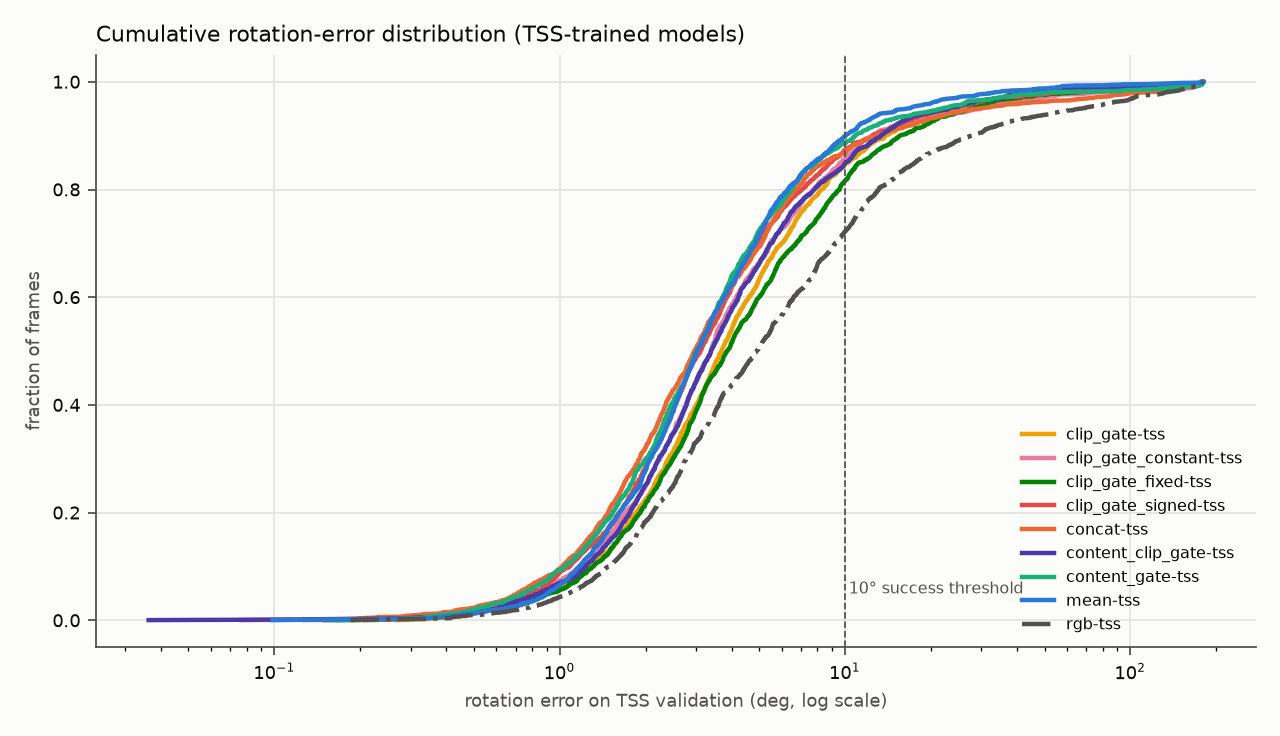 Cumulative rotation-error distribution (TSS-trained models)
fraction of frames
1.0
0.8
0.6
0.4
0.2
0.0
10° success threshold
clip_gate-tss
clip_gate_constant-tss
clip_gate_fixed-tss
clip_gate_signed-tss
concat-tss
content_clip_gate-tss
content_gate-tss
mean-tss
rgb-tss
10⁻¹ 10⁰ 10¹ 10²
rotation error on TSS validation (deg, log scale)